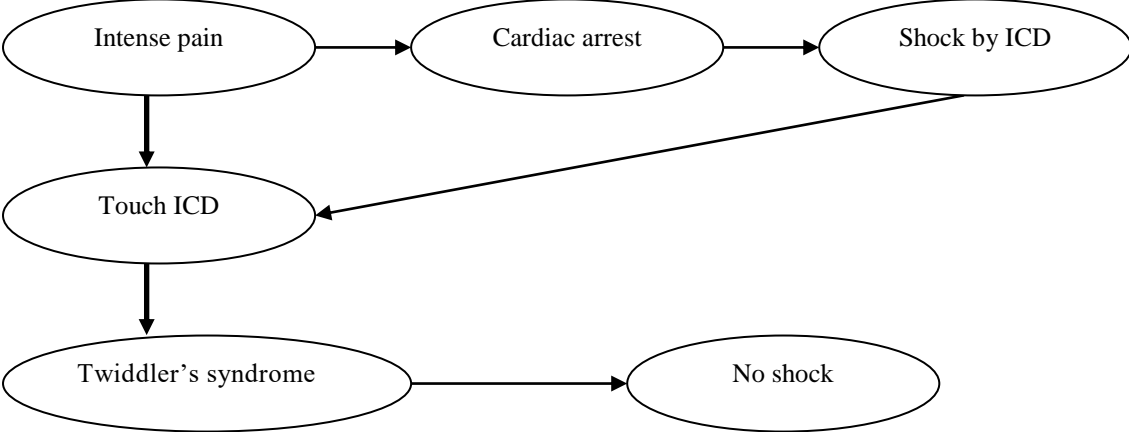 Intense pain
Cardiac arrest
Shock by ICD
Touch ICD
Twiddler’s syndrome
No shock